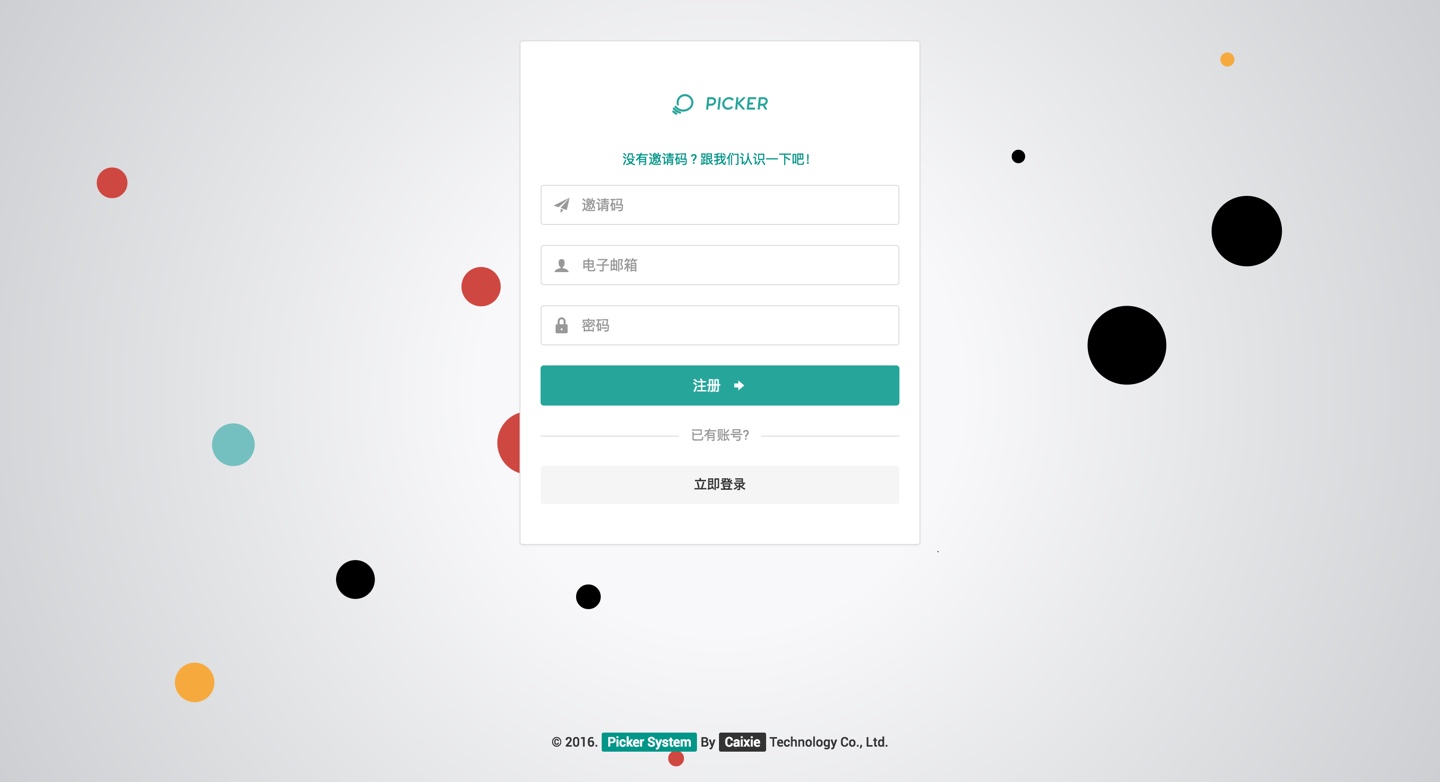 PICKER
没有邀请码？跟我们认识一下吧！
邀请码
电子邮箱
密码
注册
已有账号?
立即登录
© 2016. Picker System By Caixie Technology Co., Ltd.